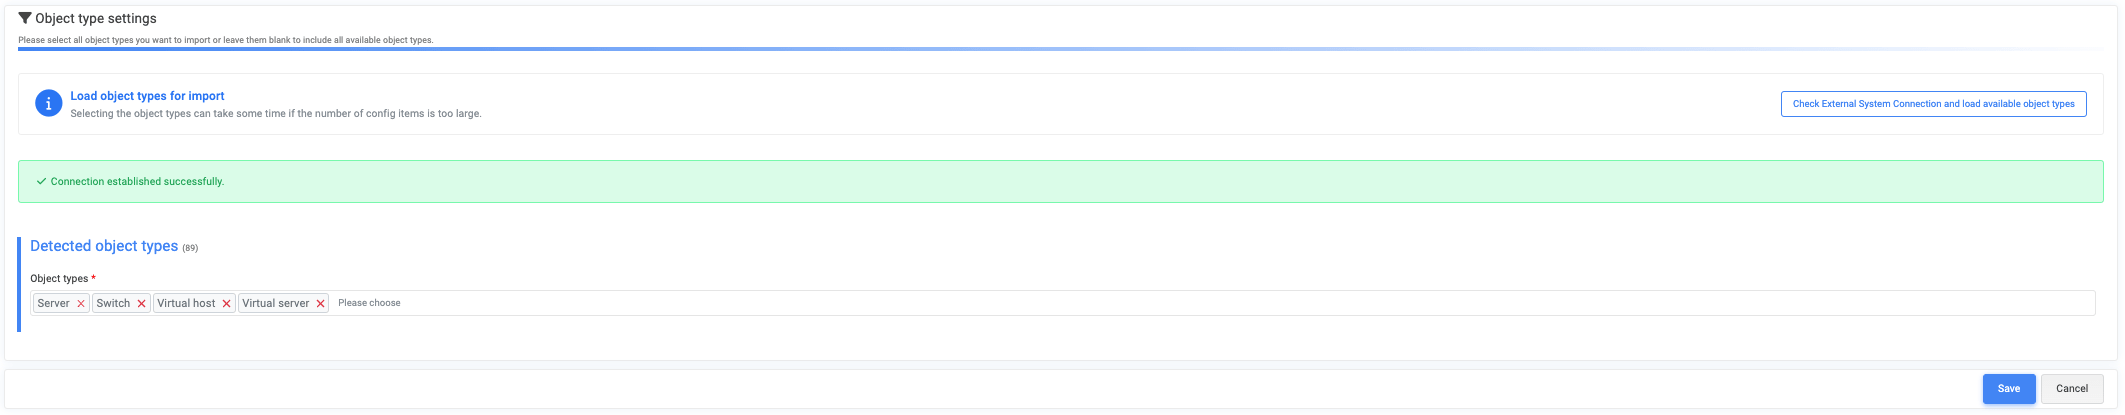 Object type settings
Please select all object types you want to import or leave them blank to include all available object types.
Load object types for import
Selecting the object types can take some time if the number of config items is too large.
Check External System Connection and load available object types
Connection established successfully.
Detected object types (89)
Object types *
Server Switch Virtual host Virtual server Please choose
Save Cancel